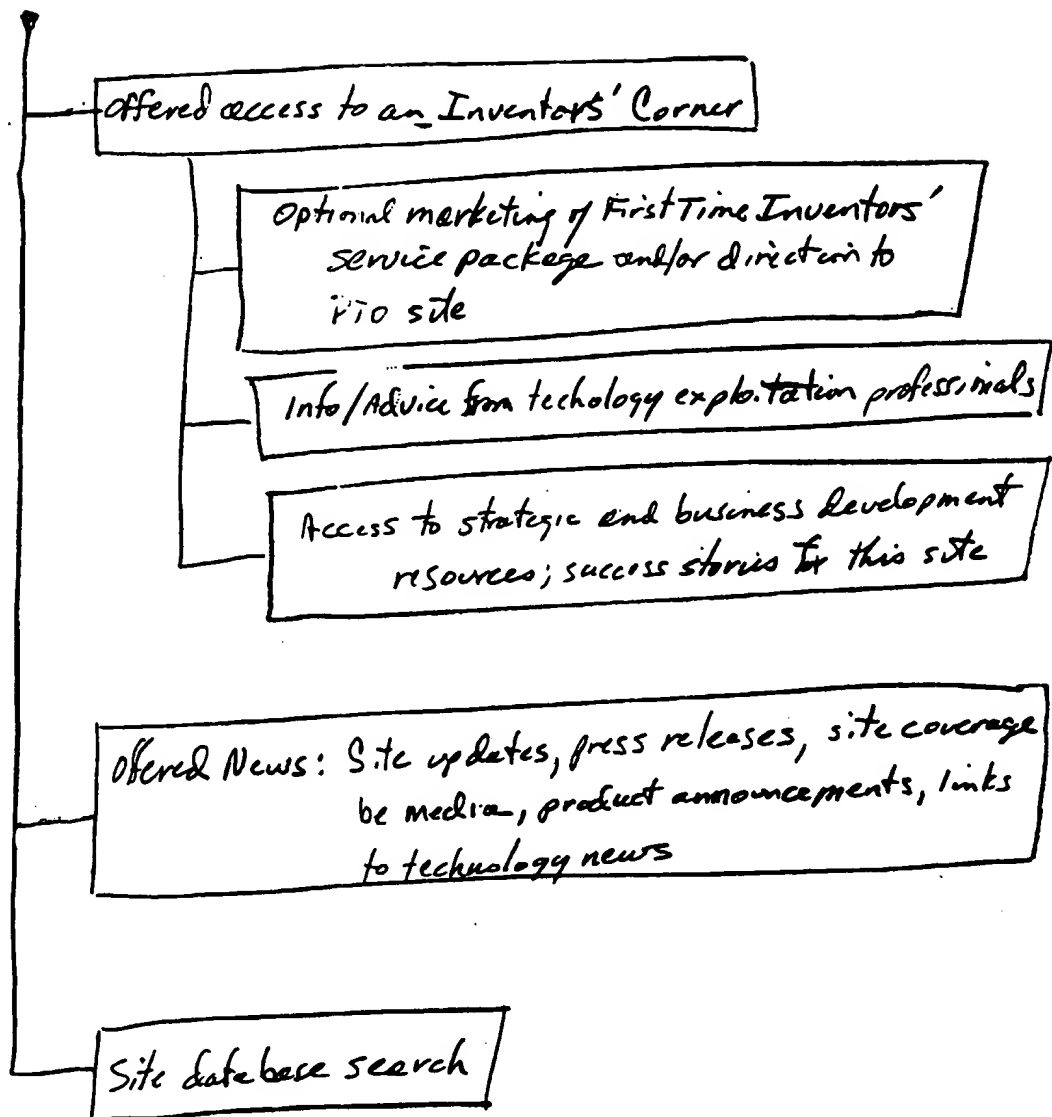 Offered access to an Inventors' Corner
Optional marketing of First Time Inventors'
service package and/or direction to
PTO site
Info/Advice from techology exploitation professionals
Access to strategic and business development
resources; success stories for this site
Offered News: Site updates, press releases, site coverage
be media, product announcements, links
to technology news
Site database search